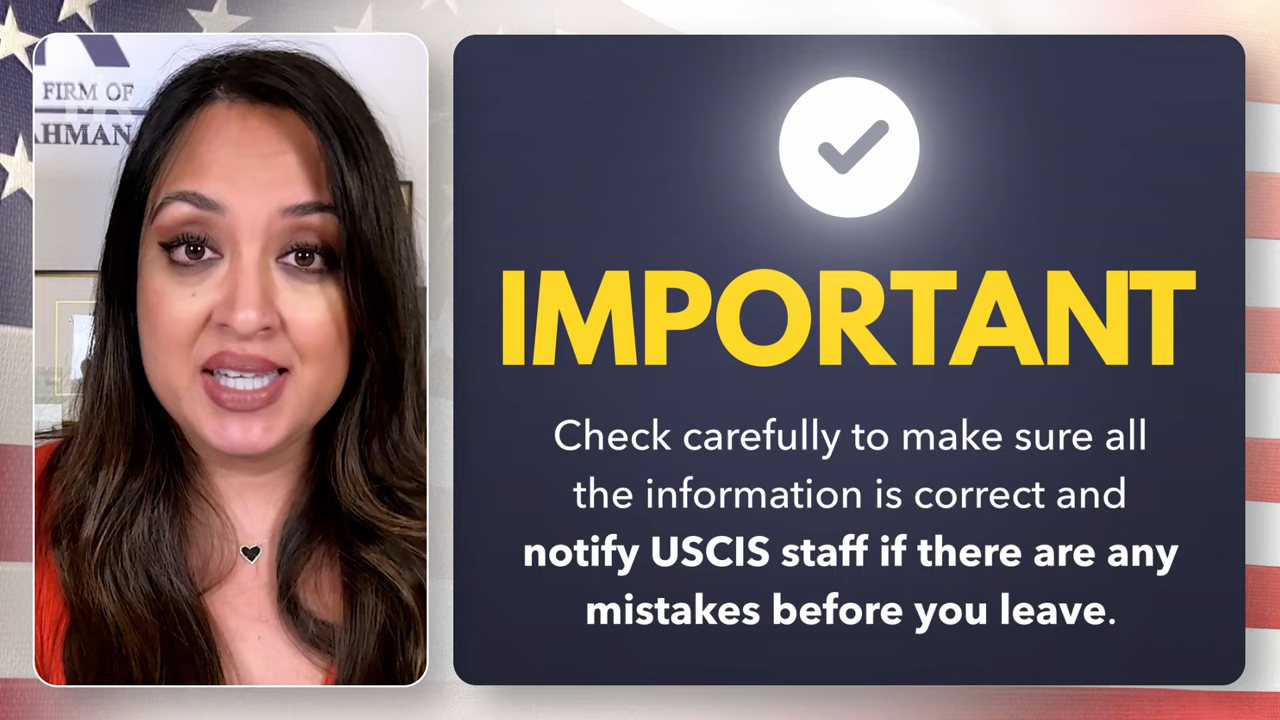 FIRM OF
AHMAN
IMPORTANT
Check carefully to make sure all
the information is correct and
notify USCIS staff if there are any
mistakes before you leave.